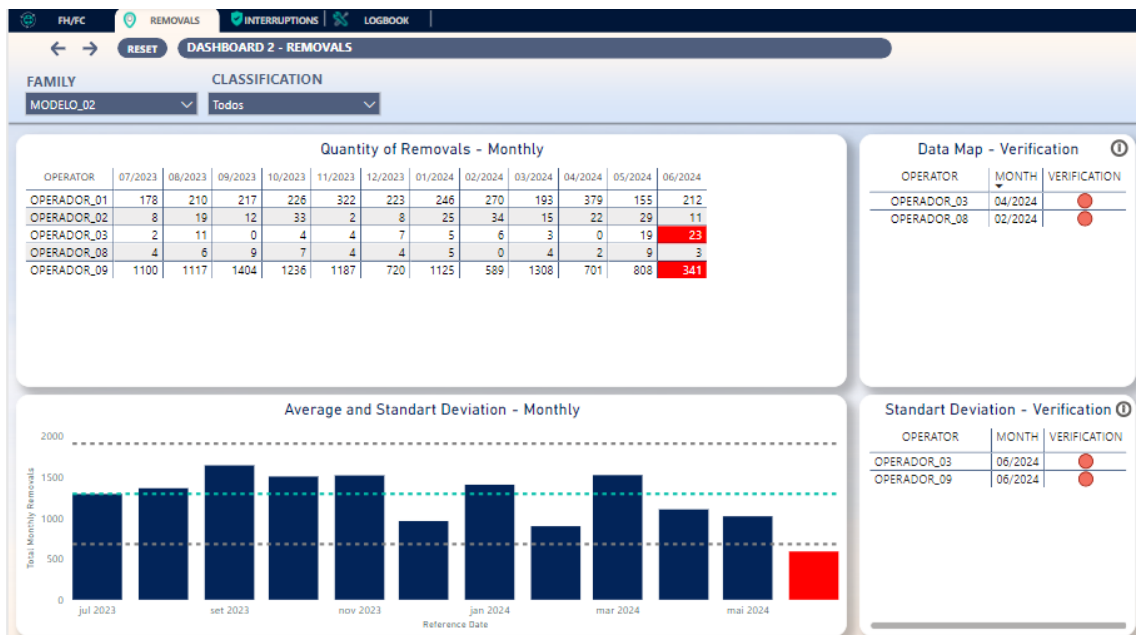 FH/FC REMOVALS INTERRUPTIONS LOGBOOK
RESET DASHBOARD 2 - REMOVALS
FAMILY CLASSIFICATION
MODELO_02 Todos
Quantity of Removals - Monthly
OPERATOR 07/2023 08/2023 09/2023 10/2023 11/2023 12/2023 01/2024 02/2024 03/2024 04/2024 05/2024 06/2024
OPERADOR_01 178 210 217 226 322 223 246 270 193 379 155 212
OPERADOR_02 8 19 12 33 2 8 25 34 15 22 29 11
OPERADOR_03 2 11 0 4 4 7 5 6 3 0 19 23
OPERADOR_08 4 6 9 7 4 4 5 0 4 2 9 3
OPERADOR_09 1100 1117 1404 1236 1187 720 1125 589 1308 701 808 341
Data Map - Verification
OPERATOR MONTH VERIFICATION
OPERADOR_03 04/2024
OPERADOR_08 02/2024
Average and Standart Deviation - Monthly
Total Monthly Removals
2000
1500
1000
500
0
jul 2023 set 2023 nov 2023 jan 2024 mar 2024 mai 2024
Reference Date
Standart Deviation - Verification
OPERATOR MONTH VERIFICATION
OPERADOR_03 06/2024
OPERADOR_09 06/2024